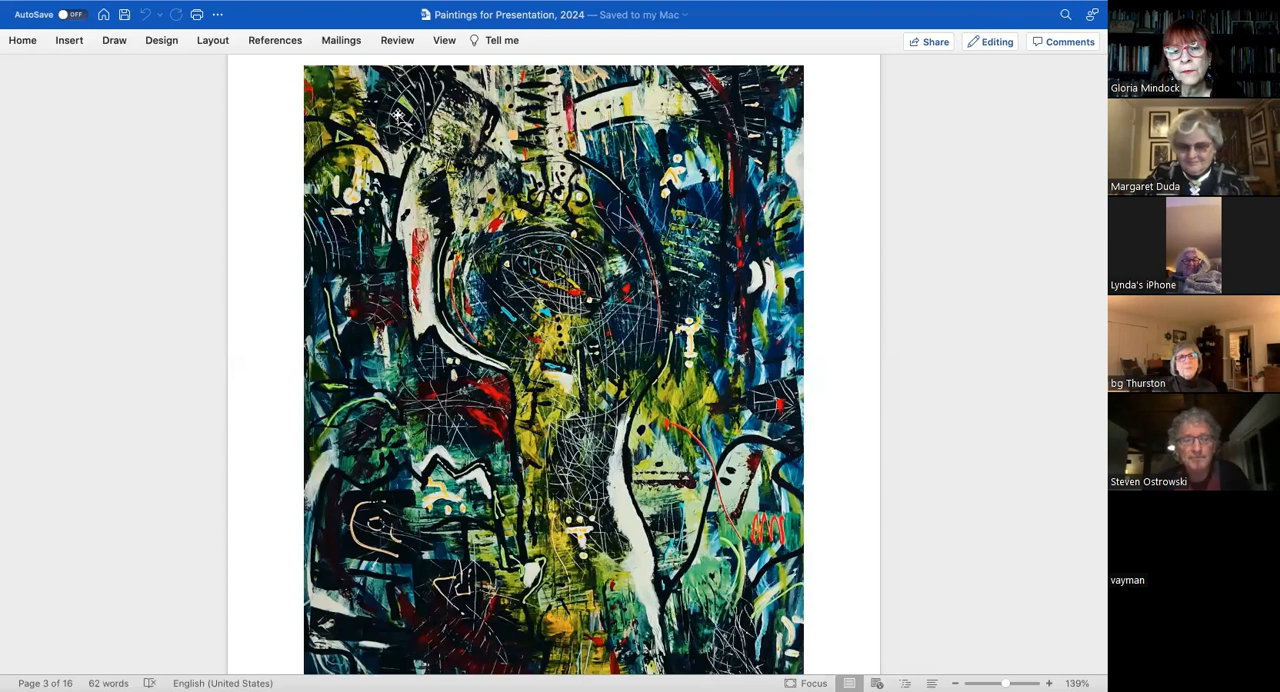 AutoSave OFF
Paintings for Presentation, 2024 — Saved to my Mac
Home Insert Draw Design Layout References Mailings Review View Tell me
Share Editing Comments
Gloria Mindock
Margaret Duda
Lynda's iPhone
bg Thurston
Steven Ostrowski
vayman
Page 3 of 16 62 words English (United States) Focus 139%